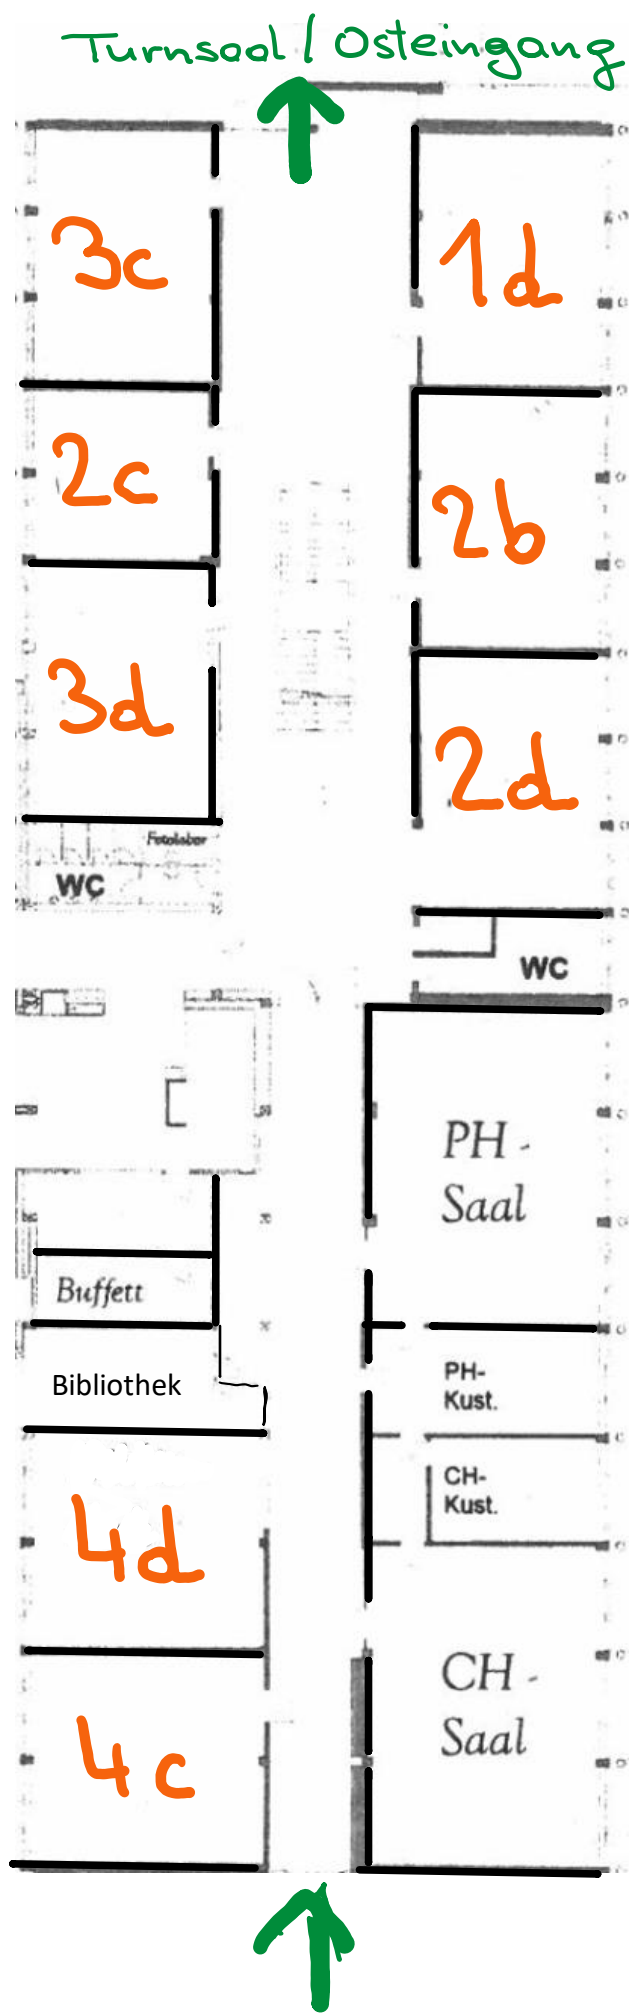 Turnsaal / Osteingang
3c
1d
2c
2b
3d
2d
Fotolabor
WC
WC
PH-
Saal
Buffett
Bibliothek
PH-
Kust.
CH-
Kust.
4d
CH-
Saal
4c